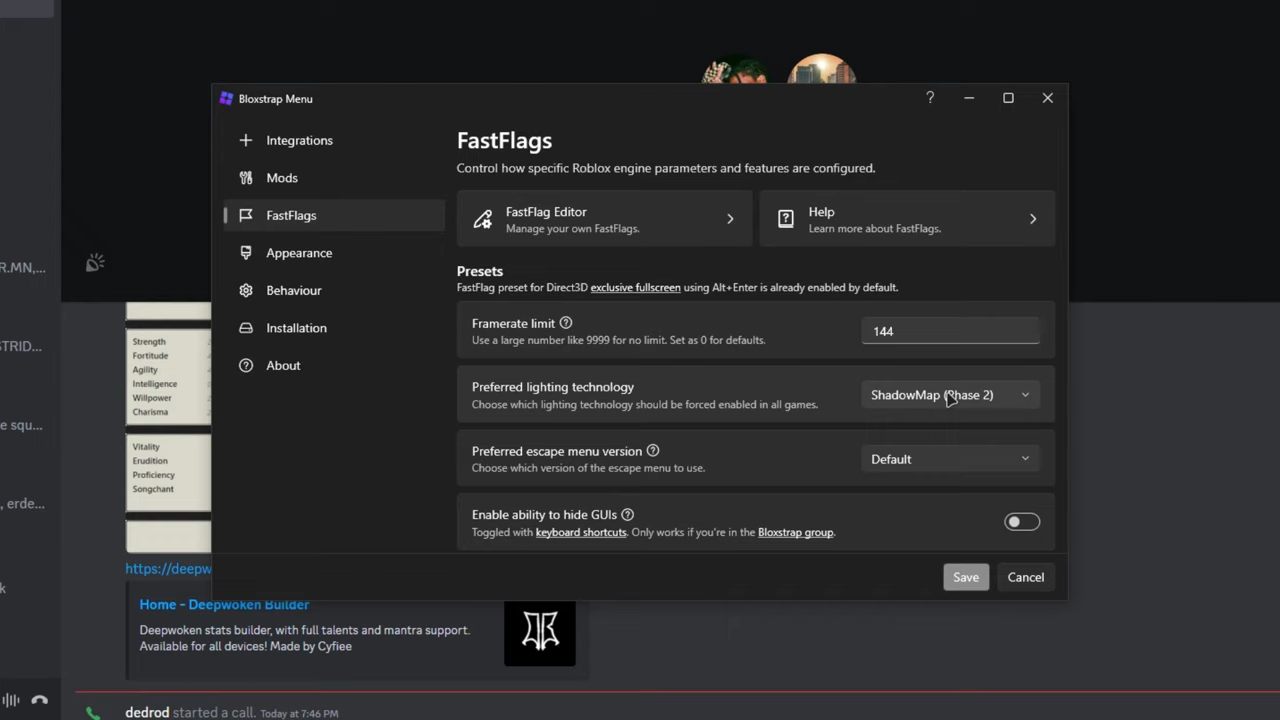 Bloxstrap Menu
?
Integrations
Mods
FastFlags
Appearance
Behaviour
Installation
About
FastFlags
Control how specific Roblox engine parameters and features are configured.
FastFlag Editor
Manage your own FastFlags.
Help
Learn more about FastFlags.
Presets
FastFlag preset for Direct3D exclusive fullscreen using Alt+Enter is already enabled by default.
Framerate limit
Use a large number like 9999 for no limit. Set as 0 for defaults.
144
Preferred lighting technology
Choose which lighting technology should be forced enabled in all games.
ShadowMap (Phase 2)
Preferred escape menu version
Choose which version of the escape menu to use.
Default
Enable ability to hide GUIs
Toggled with keyboard shortcuts. Only works if you're in the Bloxstrap group.
Save
Cancel
R.MN,...
STRID...
e squ...
, erde...
k
Strength
Fortitude
Agility
Intelligence
Willpower
Charisma
Vitality
Erudition
Proficiency
Songchant
https://deepw
Home - Deepwoken Builder
Deepwoken stats builder, with full talents and mantra support.
Available for all devices! Made by Cyfiee
dedrod started a call. Today at 7:46 PM